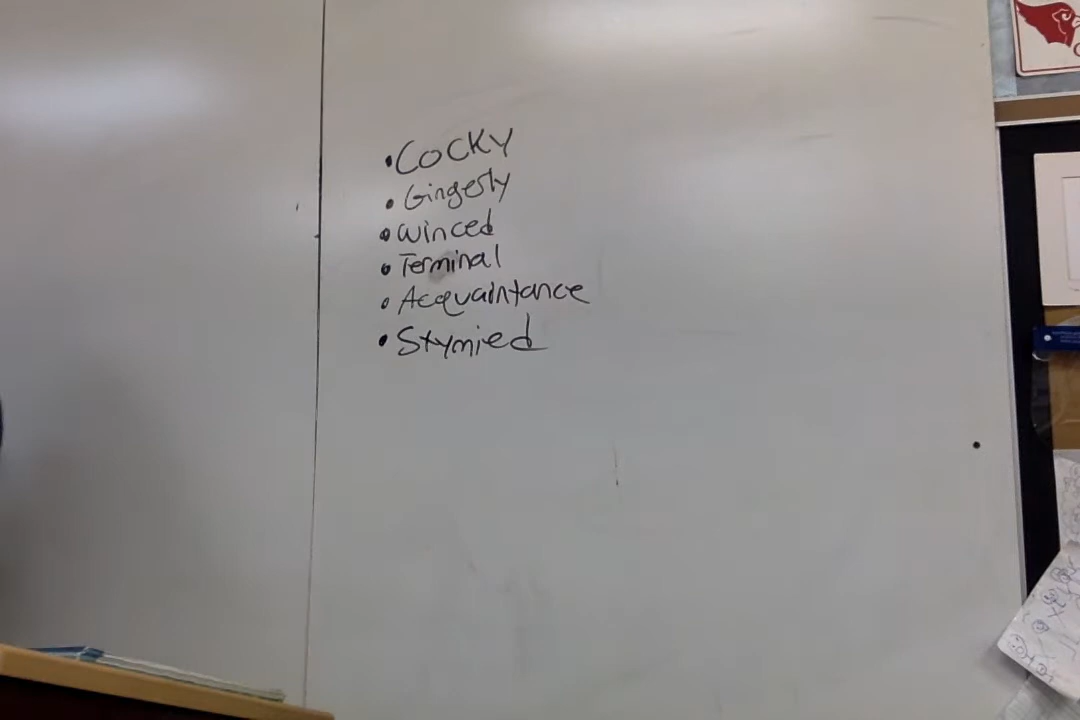 • Cocky
• Gingerly
• Winced
• Terminal
• Acquaintance
• Stymied